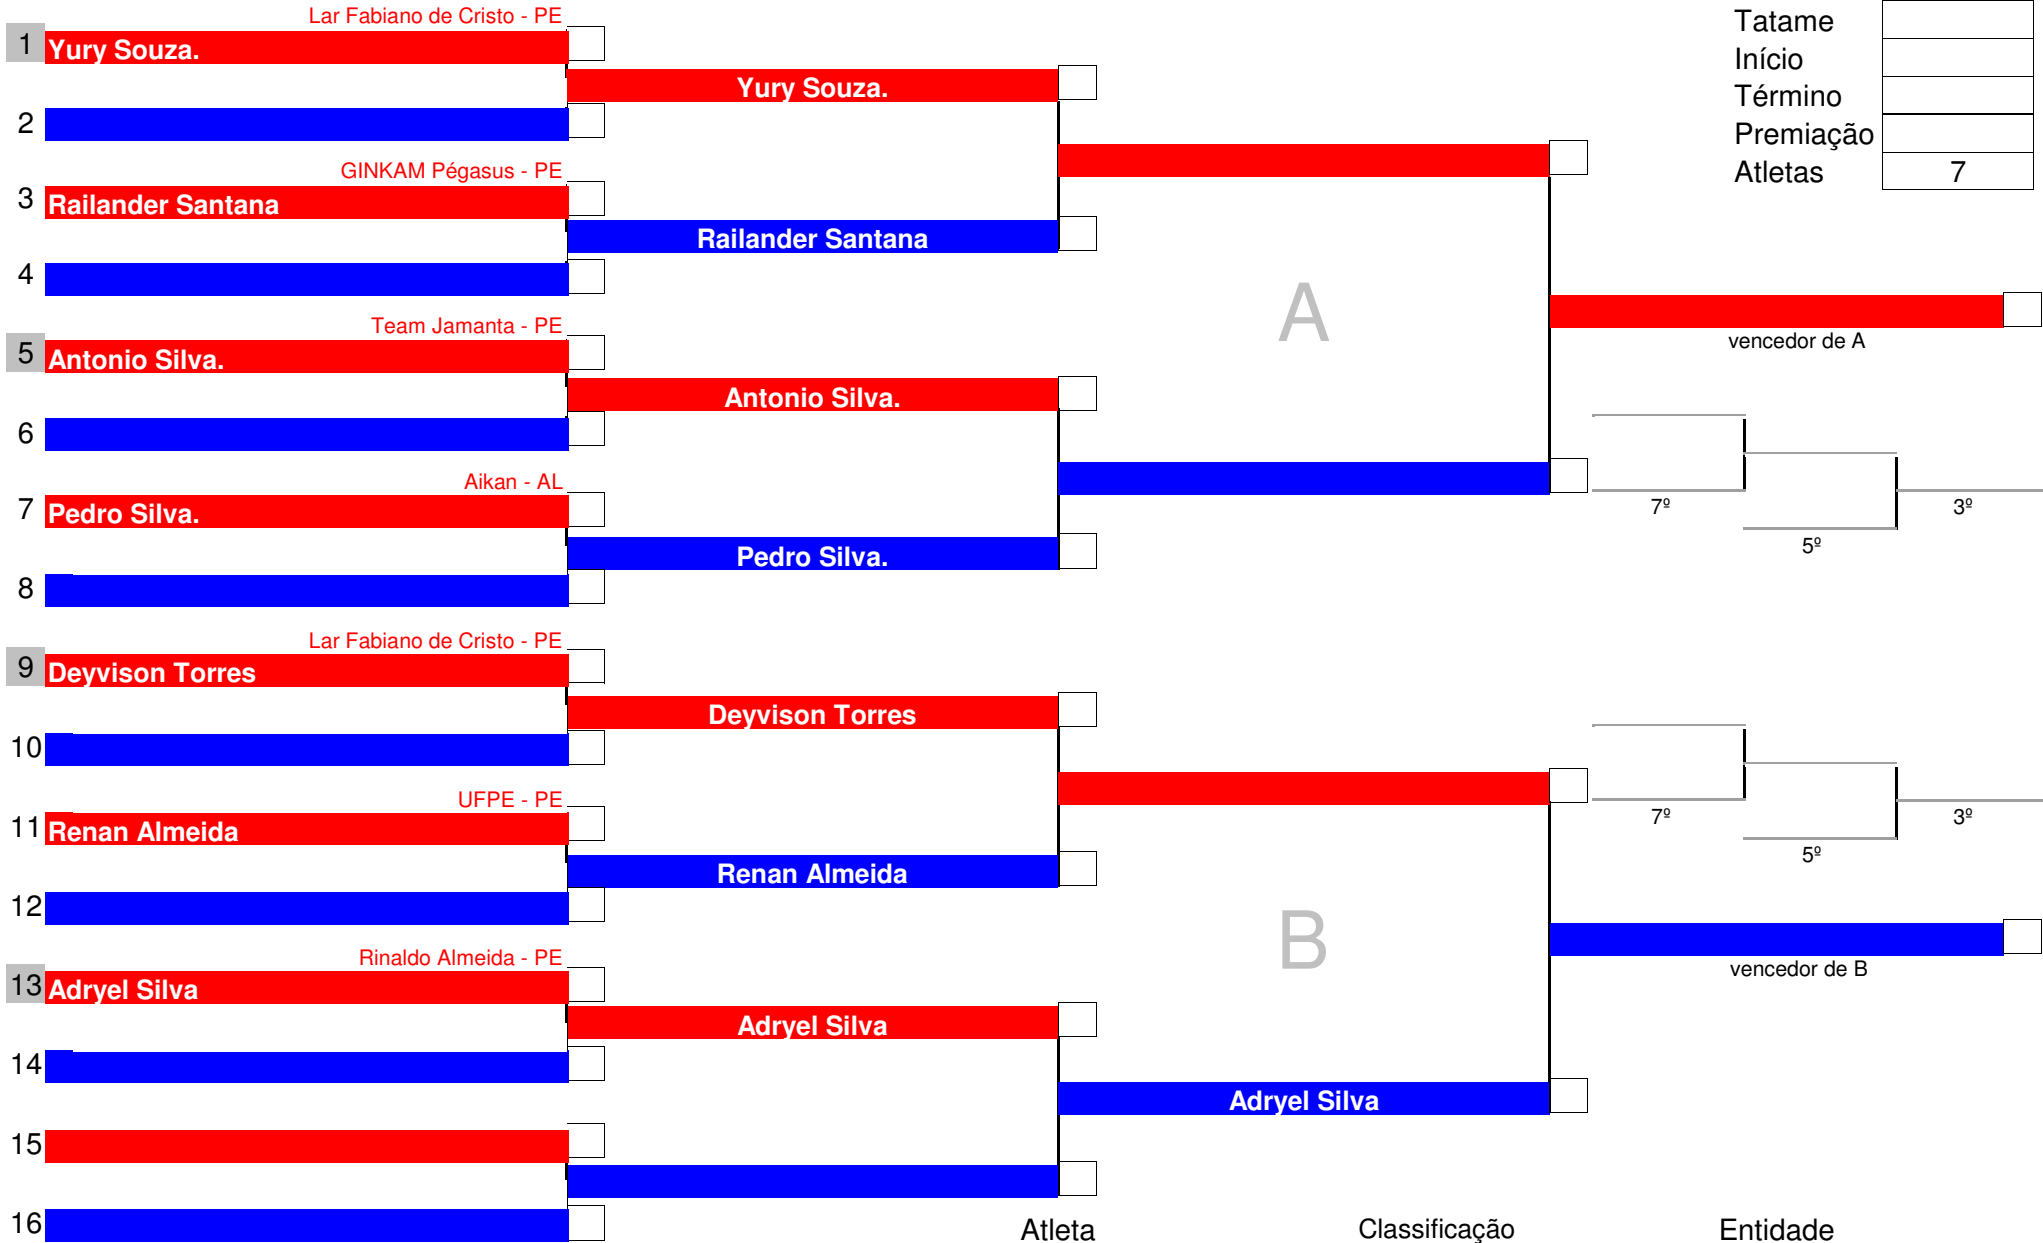 Lar Fabiano de Cristo - PE
Tatame
1 Yury Souza.
Início
Yury Souza.
Término
2
Premiação
GINKAM Pégasus - PE
Atletas 7
3 Railander Santana
Railander Santana
4
A
Team Jamanta - PE
vencedor de A
5 Antonio Silva.
Antonio Silva.
6
Aikan - AL
7 Pedro Silva.
7º 3º
5º
Pedro Silva.
8
Lar Fabiano de Cristo - PE
9 Deyvison Torres
Deyvison Torres
10
UFPE - PE
7º 3º
11 Renan Almeida
5º
Renan Almeida
12
B
Rinaldo Almeida - PE
vencedor de B
13 Adryel Silva
Adryel Silva
14
Adryel Silva
15
16
Atleta Classificação Entidade